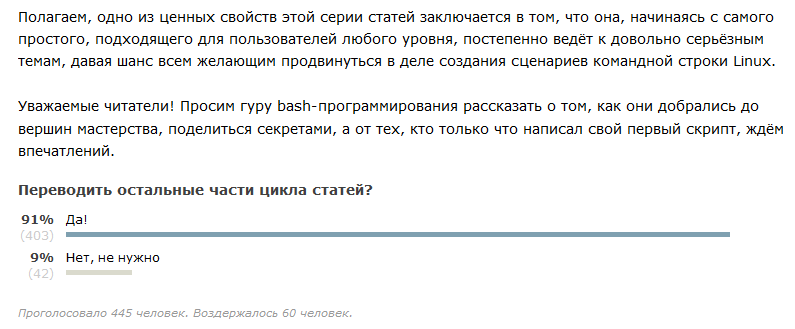 Полагаем, одно из ценных свойств этой серии статей заключается в том, что она, начинаясь с самого
простого, подходящего для пользователей любого уровня, постепенно ведёт к довольно серьёзным
темам, давая шанс всем желающим продвинуться в деле создания сценариев командной строки Linux.
Уважаемые читатели! Просим гуру bash-программирования рассказать о том, как они добрались до
вершин мастерства, поделиться секретами, а от тех, кто только что написал свой первый скрипт, ждём
впечатлений.
Переводить остальные части цикла статей?
91% Да!
(403)
9% Нет, не нужно
(42)
Проголосовало 445 человек. Воздержалось 60 человек.